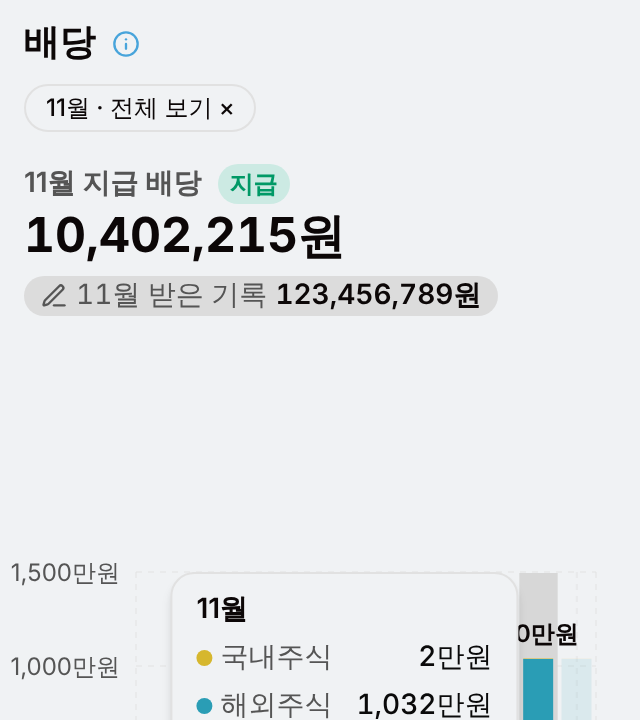 배당
11월 · 전체 보기 ×
11월 지급 배당 지급
10,402,215원
11월 받은 기록 123,456,789원
1,500만원
11월
0만원
국내주식 2만원
1,000만원
해외주식 1,032만원